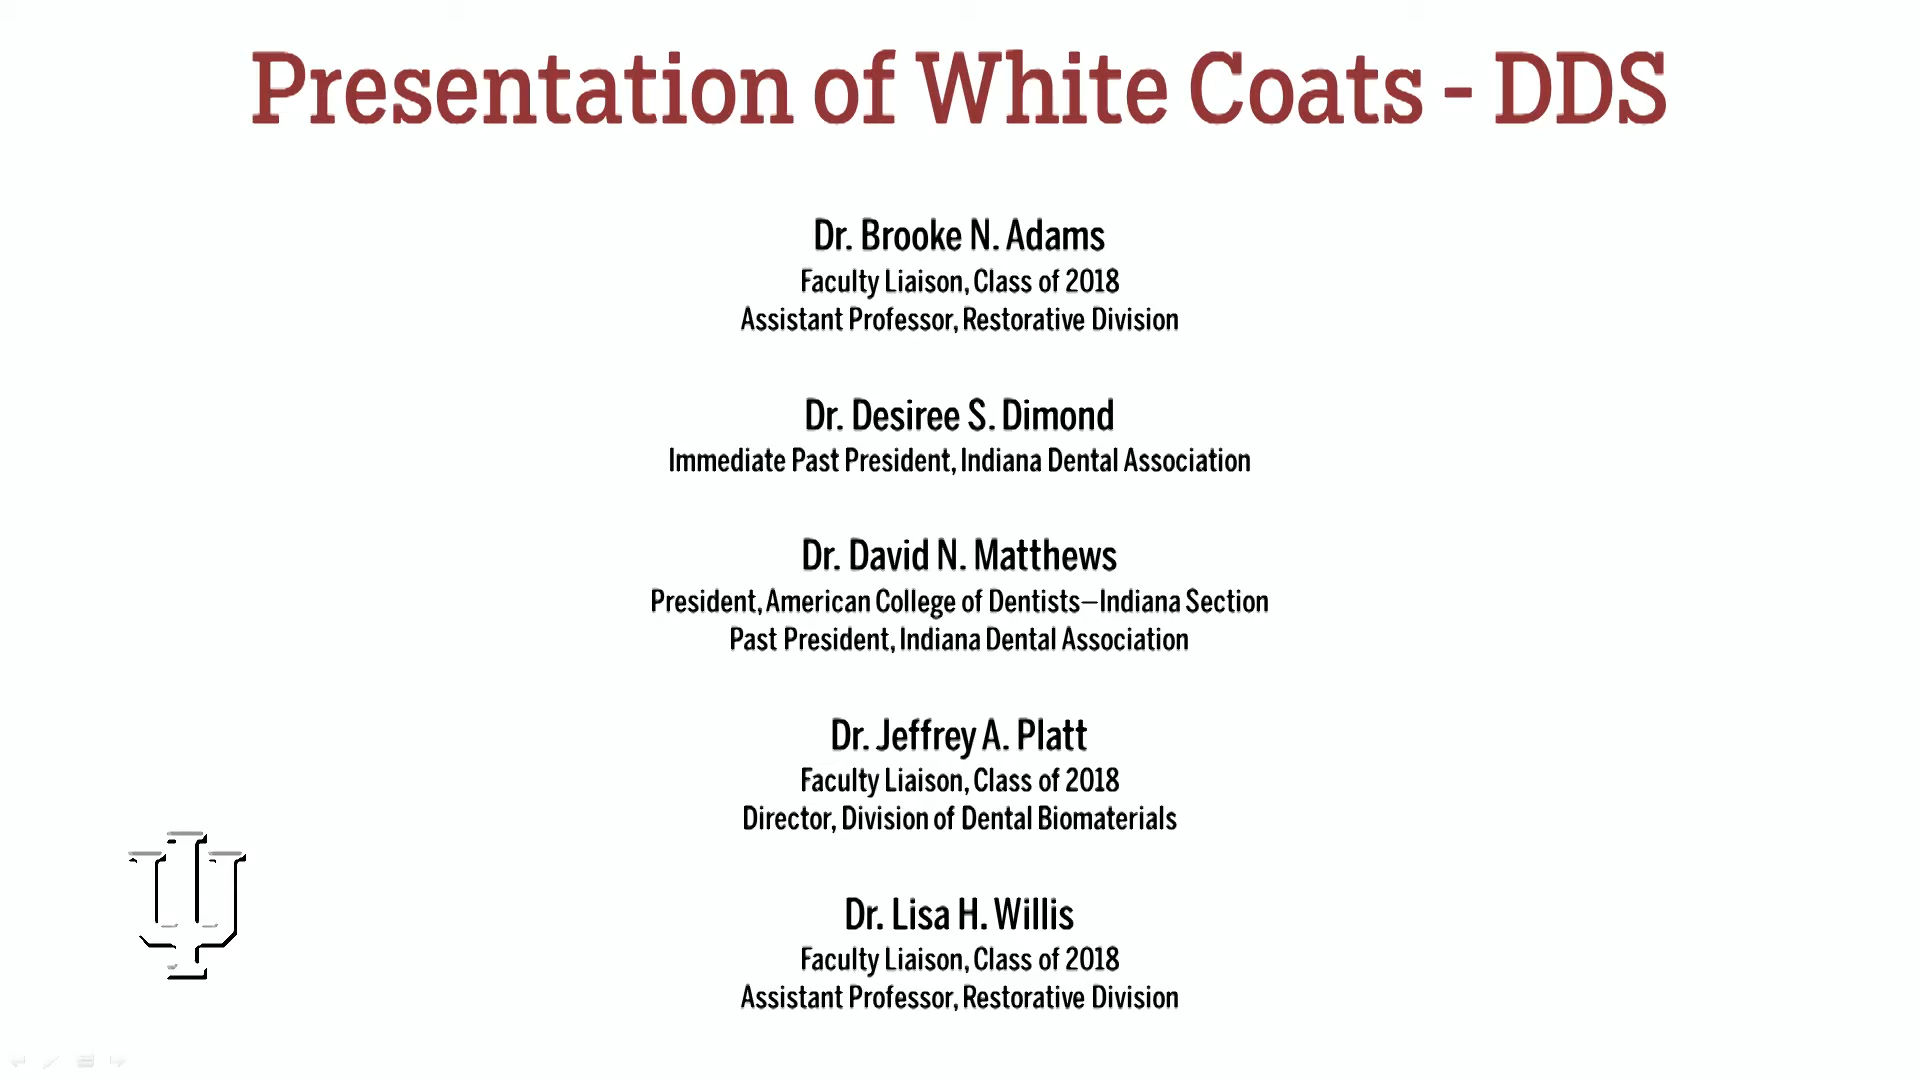 Presentation of White Coats - DDS
Dr. Brooke N. Adams
Faculty Liaison, Class of 2018
Assistant Professor, Restorative Division
Dr. Desiree S. Dimond
Immediate Past President, Indiana Dental Association
Dr. David N. Matthews
President, American College of Dentists–Indiana Section
Past President, Indiana Dental Association
Dr. Jeffrey A. Platt
Faculty Liaison, Class of 2018
Director, Division of Dental Biomaterials
Dr. Lisa H. Willis
Faculty Liaison, Class of 2018
Assistant Professor, Restorative Division